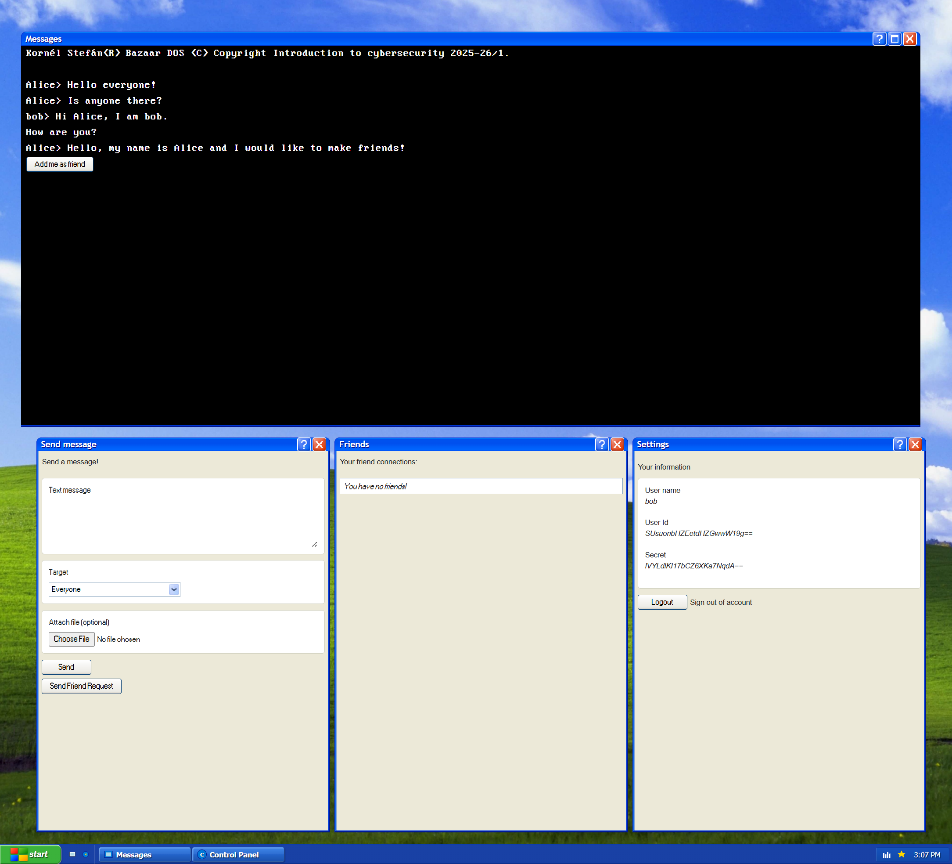 Messages
Kornél Stefán(R) Bazaar DOS (C) Copyright Introduction to cybersecurity 2025-26/1.
Alice> Hello everyone!
Alice> Is anyone there?
bob> Hi Alice, I am bob.
How are you?
Alice> Hello, my name is Alice and I would like to make friends!
Add me as friend
Send message
Send a message!
Text message
Target
Everyone
Attach file (optional)
Choose File No file chosen
Send
Send Friend Request
Friends
Your friend connections:
You have no friends!
Settings
Your information
User name
bob
User Id
Secret
Logout Sign out of account
start
Messages
Control Panel
3:07 PM